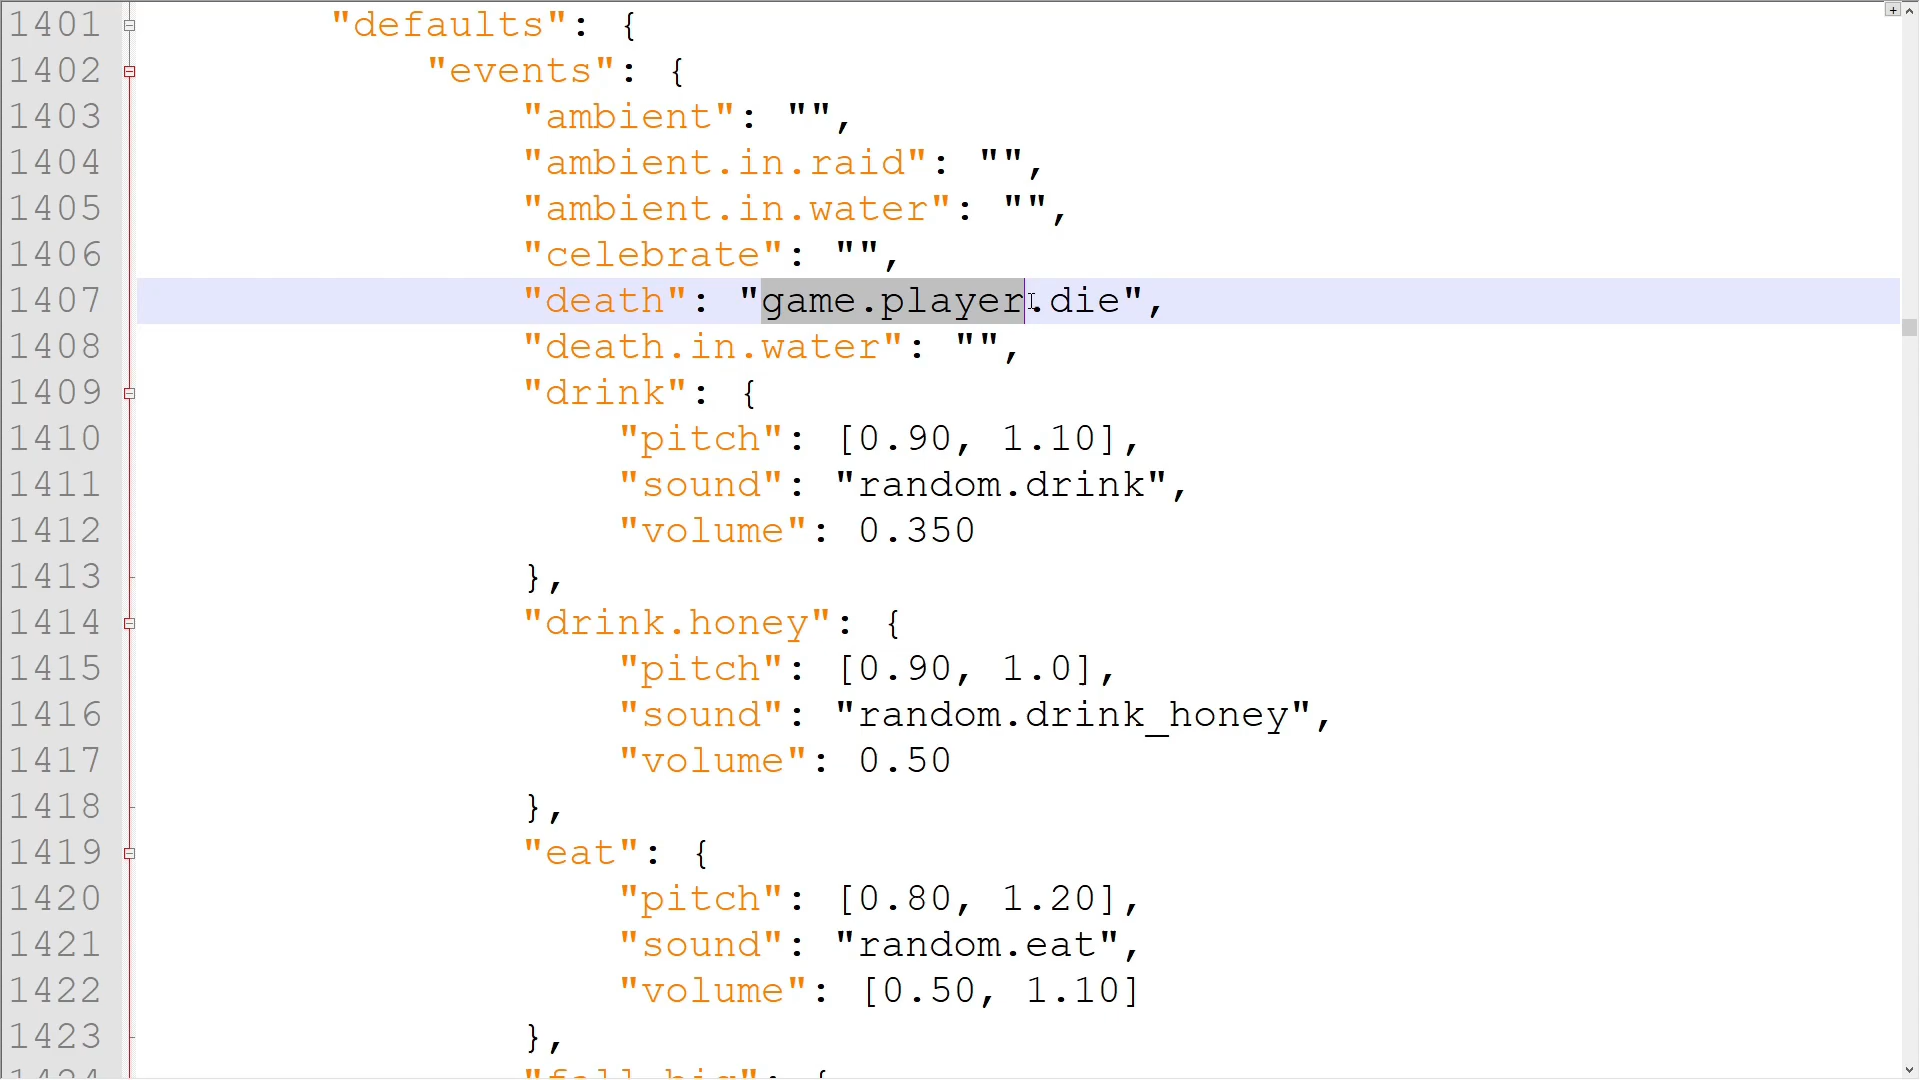 1401 "defaults": {
1402 "events": {
1403 "ambient": "",
1404 "ambient.in.raid": "",
1405 "ambient.in.water": "",
1406 "celebrate": "",
1407 "death": "game.player.die",
1408 "death.in.water": "",
1409 "drink": {
1410 "pitch": [0.90, 1.10],
1411 "sound": "random.drink",
1412 "volume": 0.350
1413 },
1414 "drink.honey": {
1415 "pitch": [0.90, 1.0],
1416 "sound": "random.drink_honey",
1417 "volume": 0.50
1418 },
1419 "eat": {
1420 "pitch": [0.80, 1.20],
1421 "sound": "random.eat",
1422 "volume": [0.50, 1.10]
1423 },
1424 "fall.big": {